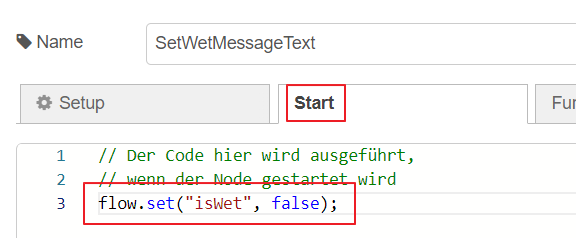 Name
SetWetMessageText
Setup
Start
Fu
1 // Der Code hier wird ausgeführt,
2 // wenn der Node gestartet wird
3 flow.set("isWet", false);